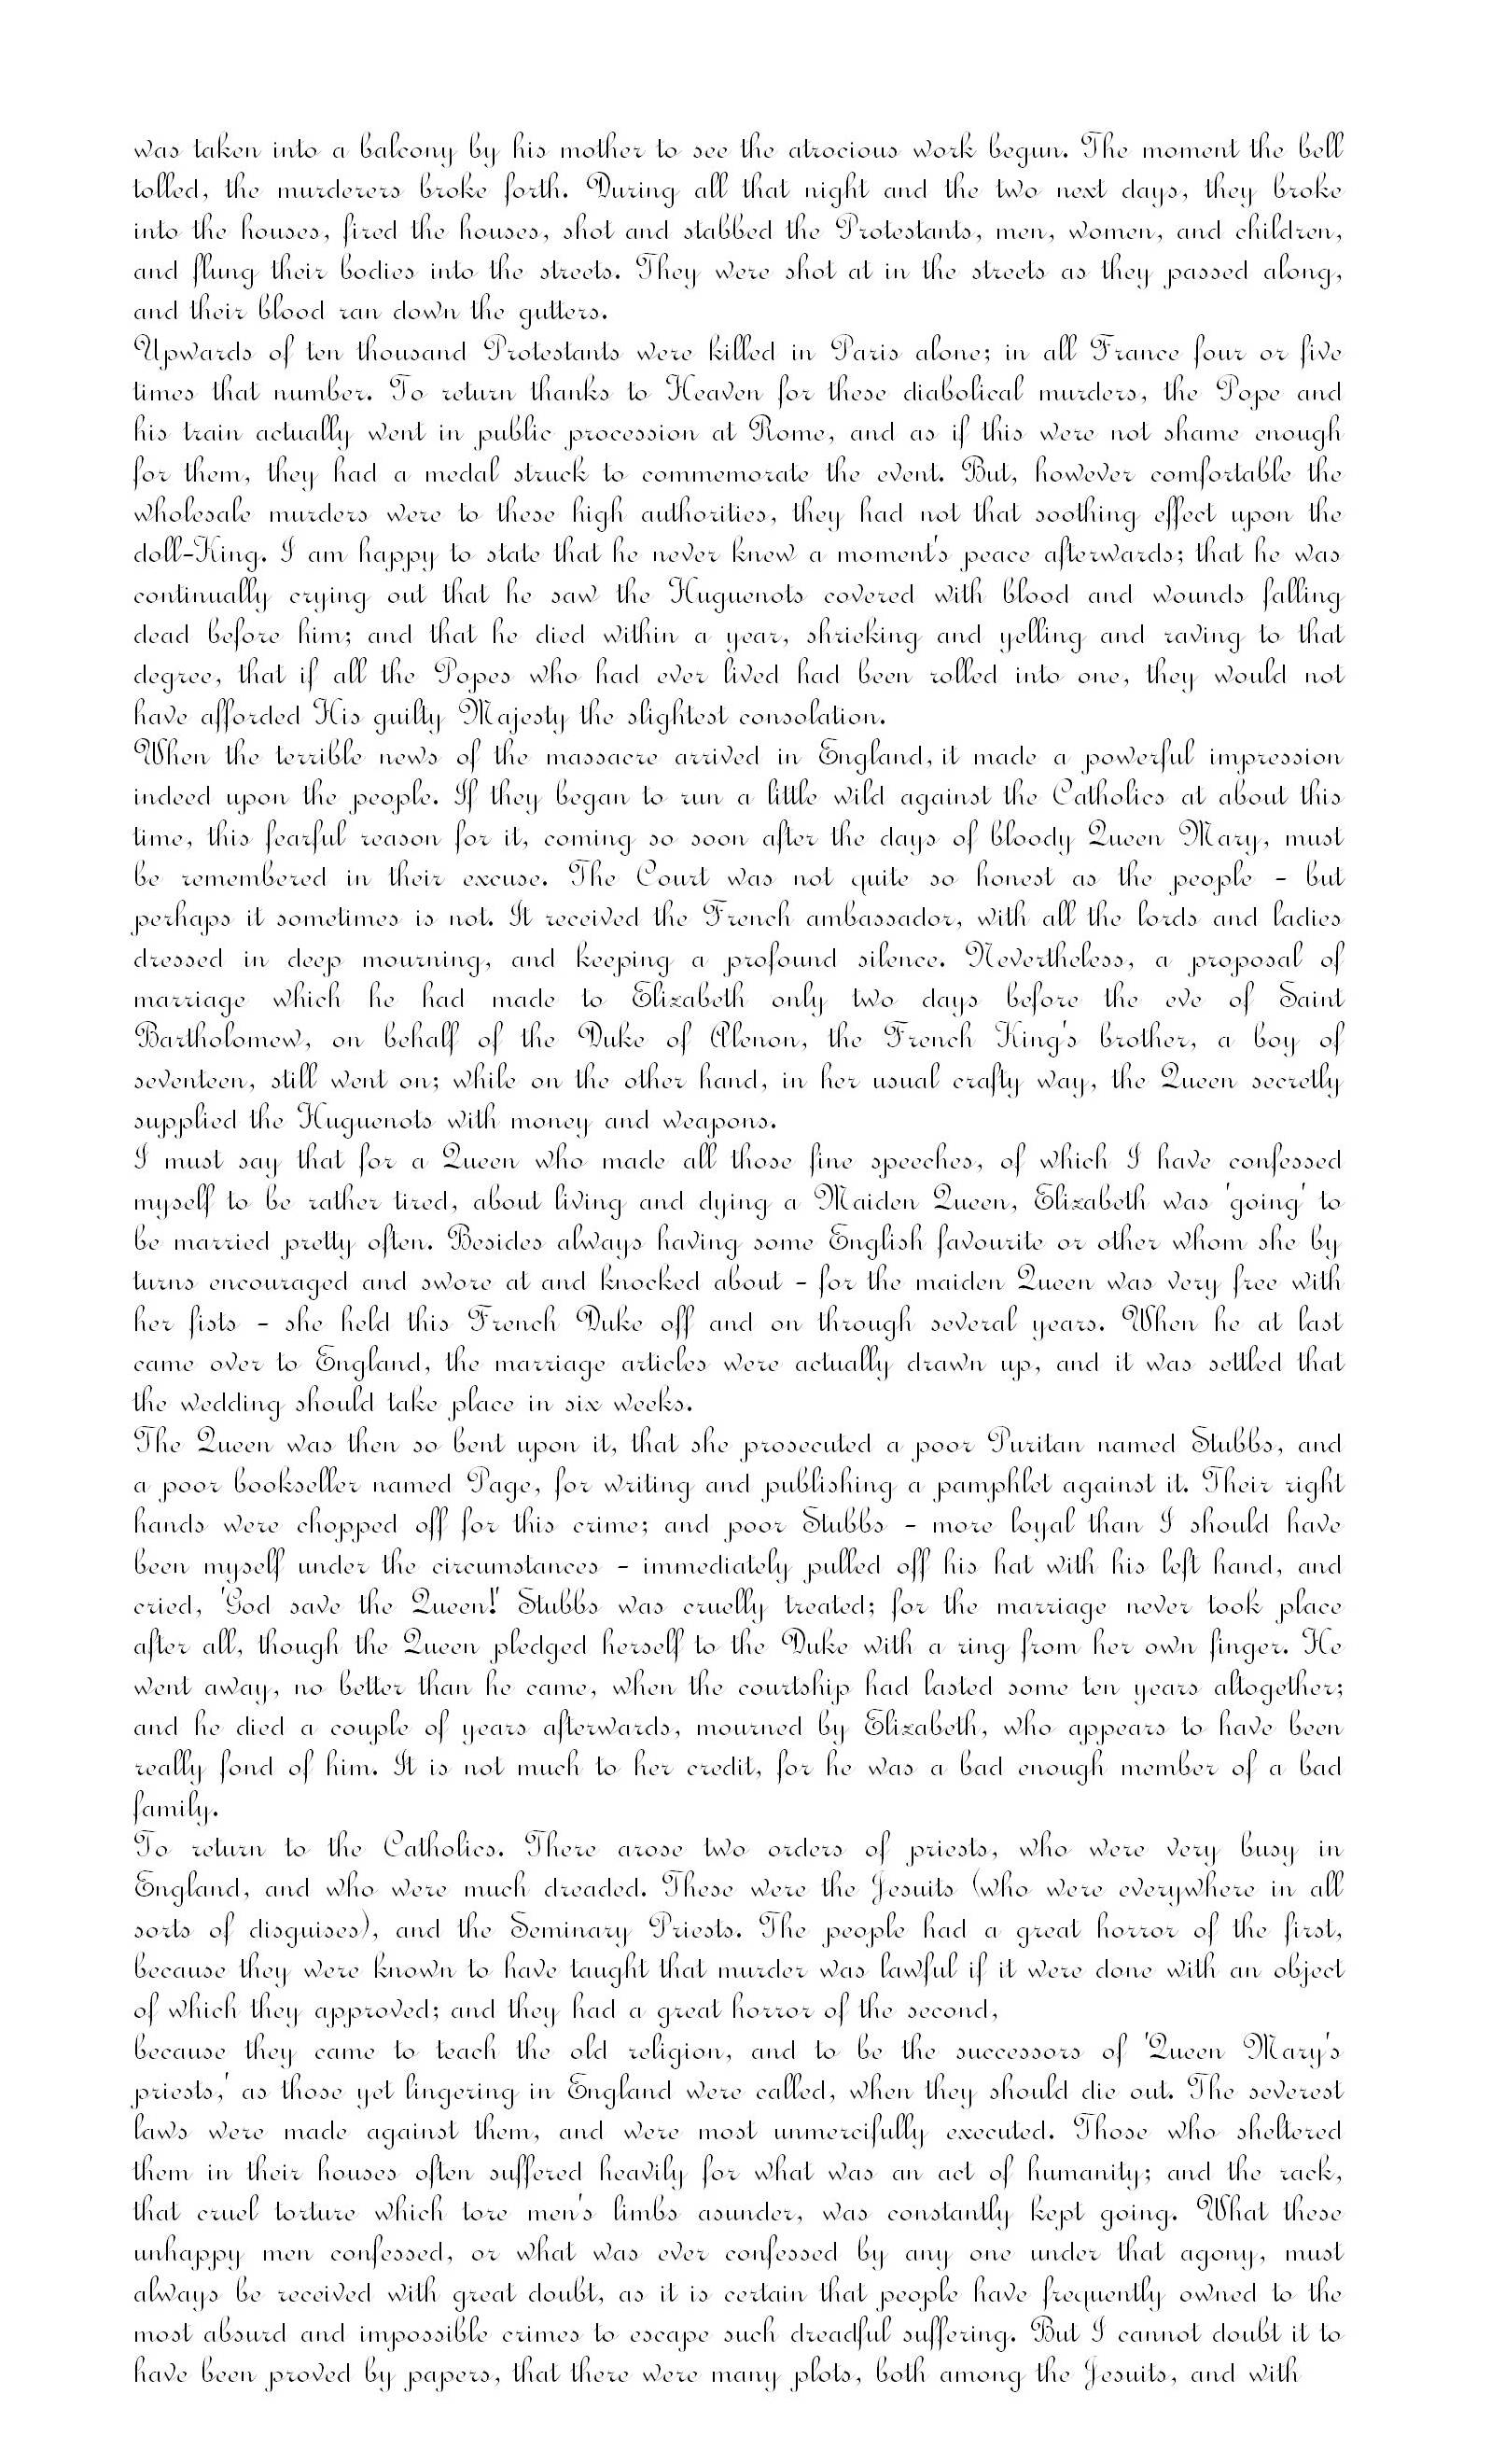 was taken into a balcony by his mother to see the atrocious work begun. The moment the bell
tolled, the murderers broke forth. During all that night and the two next days, they broke
into the houses, fired the houses, shot and stabbed the Protestants, men, women, and children,
and flung their bodies into the streets. They were shot at in the streets as they passed along,
and their blood ran down the gutters.
Upwards of ten thousand Protestants were killed in Paris alone; in all France four or five
times that number. To return thanks to Heaven for these diabolical murders, the Pope and
his train actually went in public procession at Rome, and as if this were not shame enough
for them, they had a medal struck to commemorate the event. But, however comfortable the
wholesale murders were to these high authorities, they had not that soothing effect upon the
doll-King. I am happy to state that he never knew a moment's peace afterwards; that he was
continually crying out that he saw the Huguenots covered with blood and wounds falling
dead before him; and that he died within a year, shrieking and yelling and raving to that
degree, that if all the Popes who had ever lived had been rolled into one, they would not
have afforded His guilty Majesty the slightest consolation.
When the terrible news of the massacre arrived in England, it made a powerful impression
indeed upon the people. If they began to run a little wild against the Catholics at about this
time, this fearful reason for it, coming so soon after the days of bloody Queen Mary, must
be remembered in their excuse. The Court was not quite so honest as the people - but
perhaps it sometimes is not. It received the French ambassador, with all the lords and ladies
dressed in deep mourning, and keeping a profound silence. Nevertheless, a proposal of
marriage which he had made to Elizabeth only two days before the eve of Saint
Bartholomew, on behalf of the Duke of Alenon, the French King's brother, a boy of
seventeen, still went on; while on the other hand, in her usual crafty way, the Queen secretly
supplied the Huguenots with money and weapons.
I must say that for a Queen who made all those fine speeches, of which I have confessed
myself to be rather tired, about living and dying a Maiden Queen, Elizabeth was 'going' to
be married pretty often. Besides always having some English favourite or other whom she by
turns encouraged and swore at and knocked about - for the maiden Queen was very free with
her fists - she held this French Duke off and on through several years. When he at last
came over to England, the marriage articles were actually drawn up, and it was settled that
the wedding should take place in six weeks.
The Queen was then so bent upon it, that she prosecuted a poor Puritan named Stubbs, and
a poor bookseller named Page, for writing and publishing a pamphlet against it. Their right
hands were chopped off for this crime; and poor Stubbs - more loyal than I should have
been myself under the circumstances - immediately pulled off his hat with his left hand, and
cried, 'God save the Queen!' Stubbs was cruelly treated; for the marriage never took place
after all, though the Queen pledged herself to the Duke with a ring from her own finger. He
went away, no better than he came, when the courtship had lasted some ten years altogether;
and he died a couple of years afterwards, mourned by Elizabeth, who appears to have been
really fond of him. It is not much to her credit, for he was a bad enough member of a bad
family.
To return to the Catholics. There arose two orders of priests, who were very busy in
England, and who were much dreaded. These were the Jesuits (who were everywhere in all
sorts of disguises), and the Seminary Priests. The people had a great horror of the first,
because they were known to have taught that murder was lawful if it were done with an object
of which they approved; and they had a great horror of the second,
because they came to teach the old religion, and to be the successors of 'Queen Mary's
priests,' as those yet lingering in England were called, when they should die out. The severest
laws were made against them, and were most unmercifully executed. Those who sheltered
them in their houses often suffered heavily for what was an act of humanity; and the rack,
that cruel torture which tore men's limbs asunder, was constantly kept going. What these
unhappy men confessed, or what was ever confessed by any one under that agony, must
always be received with great doubt, as it is certain that people have frequently owned to the
most absurd and impossible crimes to escape such dreadful suffering. But I cannot doubt it to
have been proved by papers, that there were many plots, both among the Jesuits, and with